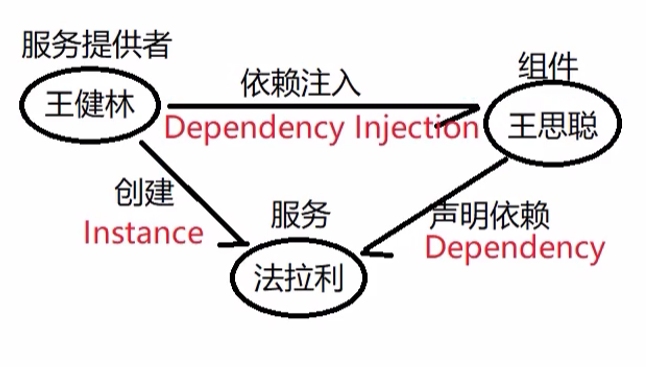 服务提供者
王健林
依赖注入
Dependency Injection
组件
王思聪
创建
Instance
服务
法拉利
声明依赖
Dependency